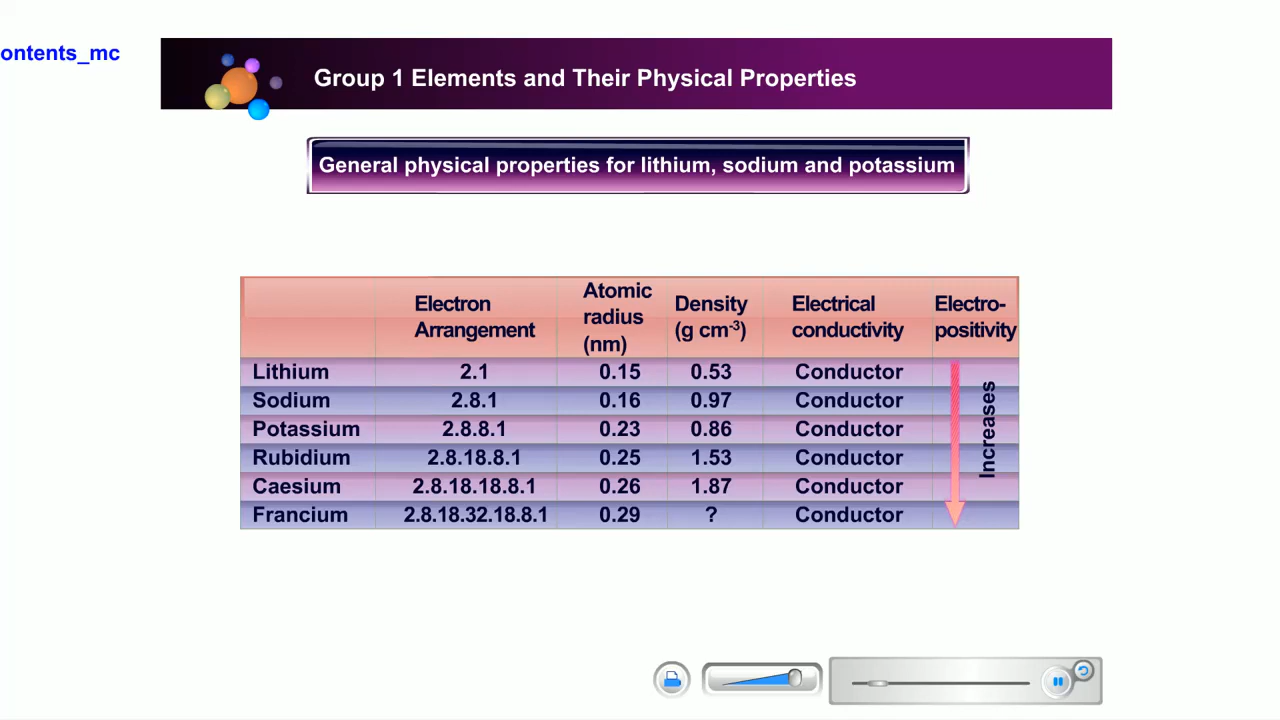 ontents_mc
Group 1 Elements and Their Physical Properties
General physical properties for lithium, sodium and potassium
Electron Arrangement Atomic radius (nm) Density (g cm⁻³) Electrical conductivity Electro-positivity
Lithium 2.1 0.15 0.53 Conductor
Sodium 2.8.1 0.16 0.97 Conductor
Potassium 2.8.8.1 0.23 0.86 Conductor
Rubidium 2.8.18.8.1 0.25 1.53 Conductor
Caesium 2.8.18.18.8.1 0.26 1.87 Conductor
Francium 2.8.18.32.18.8.1 0.29 ? Conductor
Increases